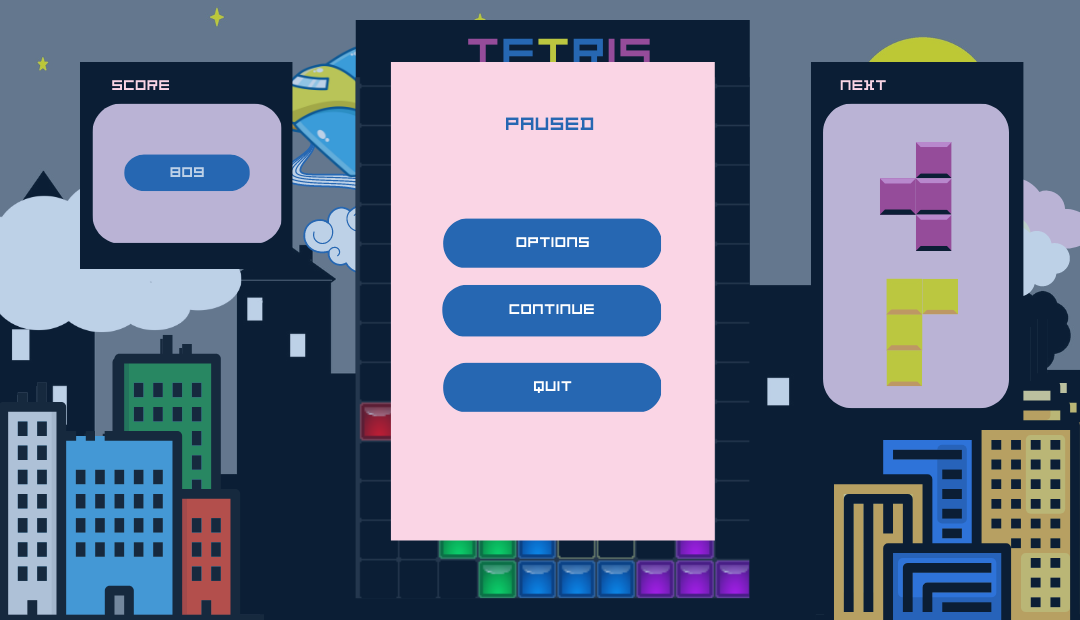 TETRIS
SCORE
809
PAUSED
OPTIONS
CONTINUE
QUIT
NEXT